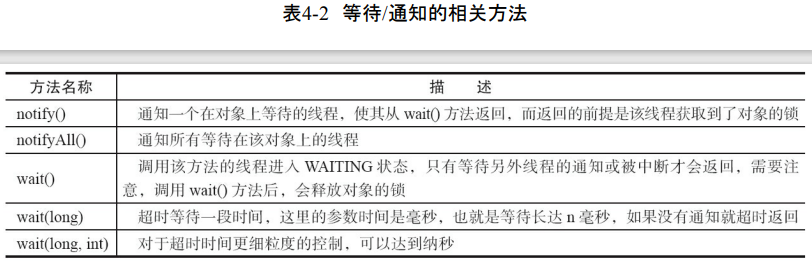 表4-2 等待/通知的相关方法
方法名称 描 述
notify() 通知一个在对象上等待的线程，使其从 wait() 方法返回，而返回的前提是该线程获取到了对象的锁
notifyAll() 通知所有等待在该对象上的线程
wait() 调用该方法的线程进入 WAITING 状态，只有等待另外线程的通知或被中断才会返回，需要注
意，调用 wait() 方法后，会释放对象的锁
wait(long) 超时等待一段时间，这里的参数时间是毫秒，也就是等待长达 n 毫秒，如果没有通知就超时返回
wait(long, int) 对于超时时间更细粒度的控制，可以达到纳秒